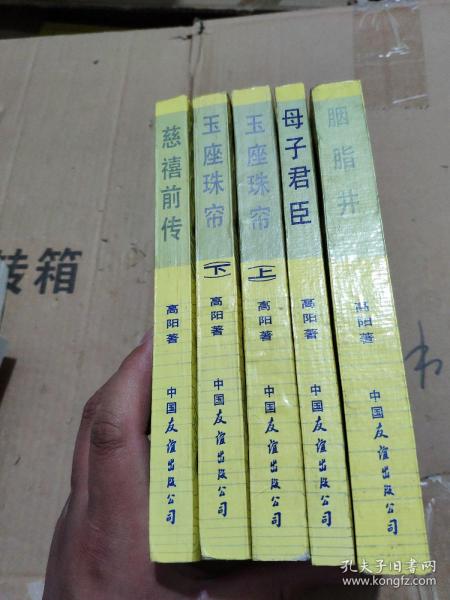 慈禧前传
高阳著
中国友谊出版公司
玉座珠帘
(下)
高阳著
中国友谊出版公司
玉座珠帘
(上)
高阳著
中国友谊出版公司
母子君臣
高阳著
中国友谊出版公司
胭脂井
高阳著
中国友谊出版公司
转箱
孔夫子旧书网
www.kongfz.com